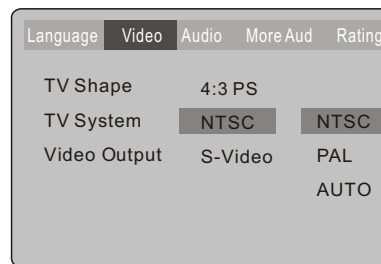 Language Video Audio More Aud Rating
TV Shape 4:3 PS
TV System NTSC NTSC
Video Output S-Video PAL
AUTO